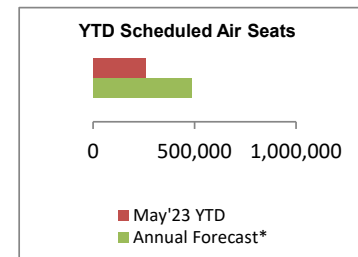 YTD Scheduled Air Seats
0 500,000 1,000,000
May'23 YTD
Annual Forecast*